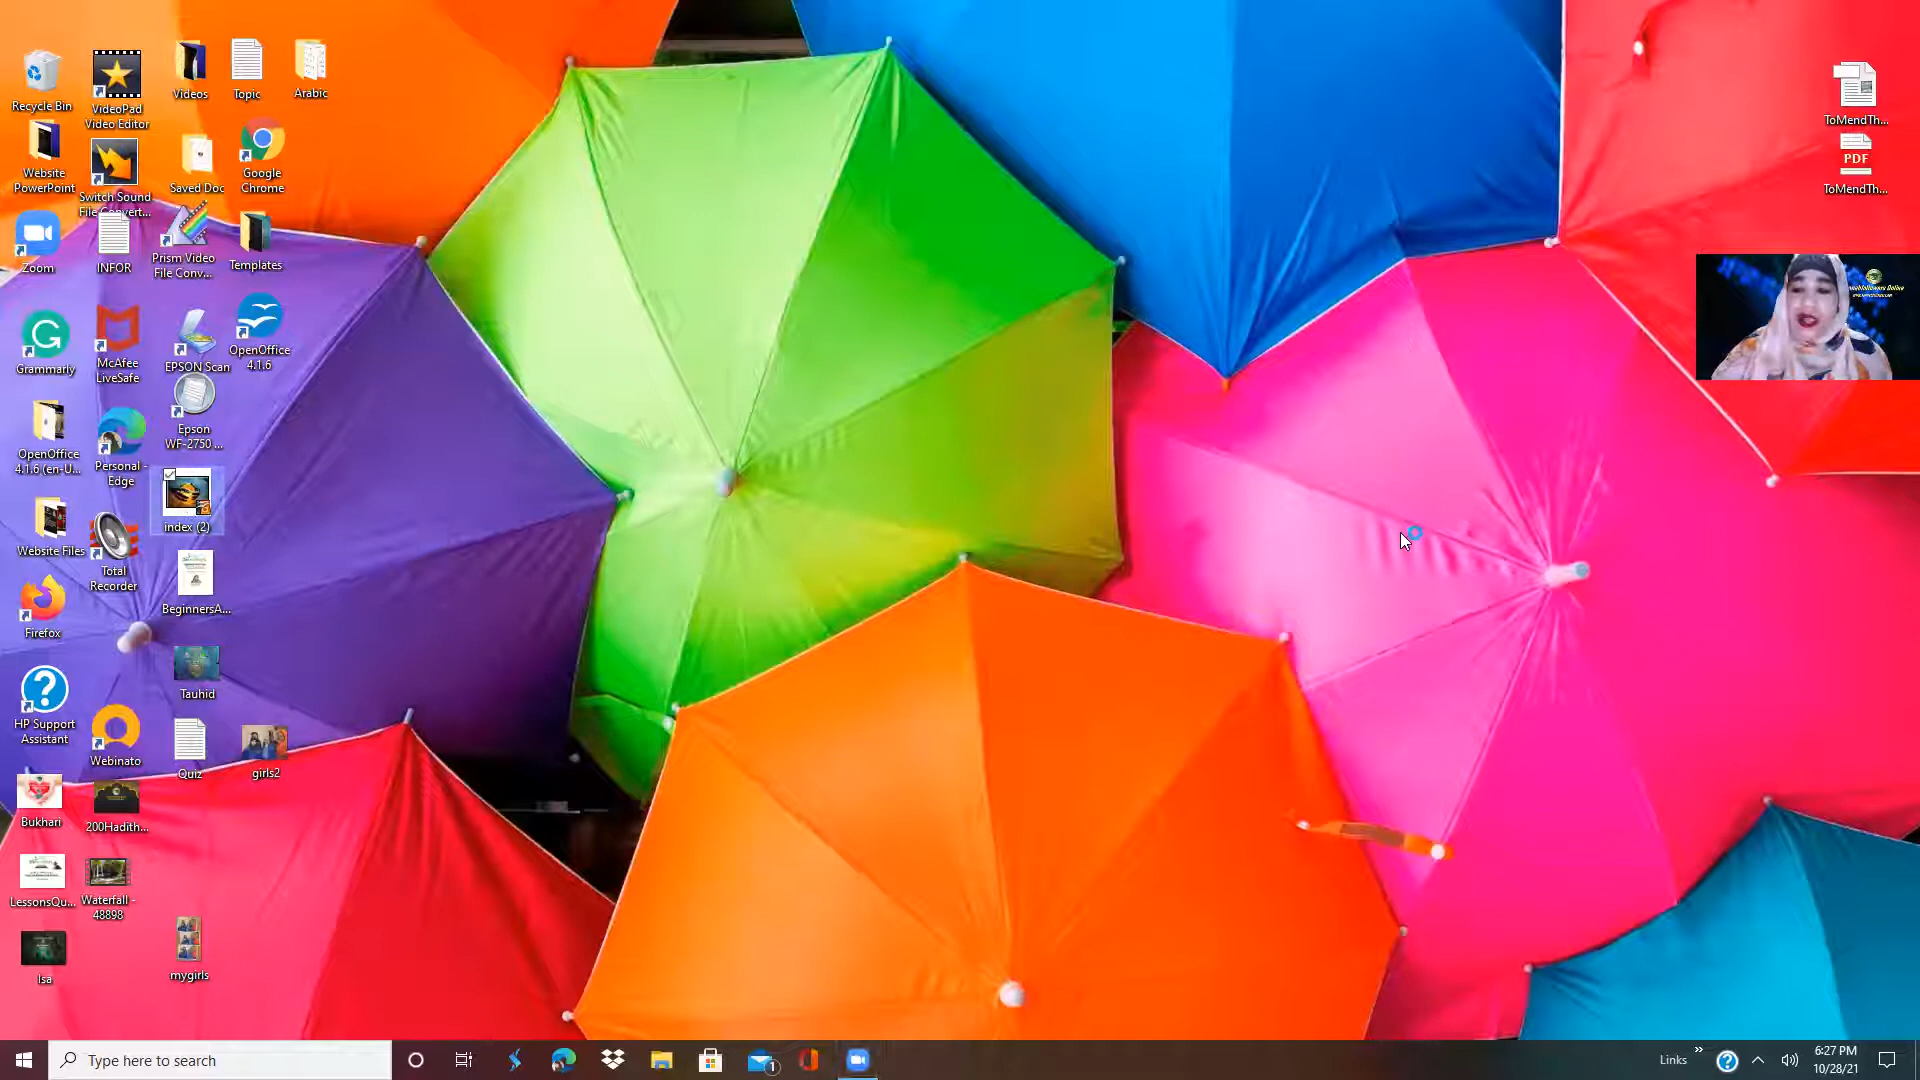 Recycle Bin
VideoPad
Video Editor
Videos
Topic
Arabic
Website
PowerPoint
Switch Sound
File Convert...
Saved Doc
Google
Chrome
Zoom
INFOR
Prism Video
File Conv...
Templates
Grammarly
McAfee
LiveSafe
EPSON Scan
OpenOffice
4.1.6
OpenOffice
4.1.6 (en-U...
Personal -
Edge
Epson
WF-2750 ...
index (2)
Website Files
Total
Recorder
BeginnersA...
Firefox
Tauhid
HP Support
Assistant
Webinato
Quiz
girls2
Bukhari
200Hadith...
LessonsQu...
Waterfall -
48898
Isa
mygirls
ToMendTh...
PDF
ToMendTh...
Type here to search
1
Links
6:27 PM
10/28/21